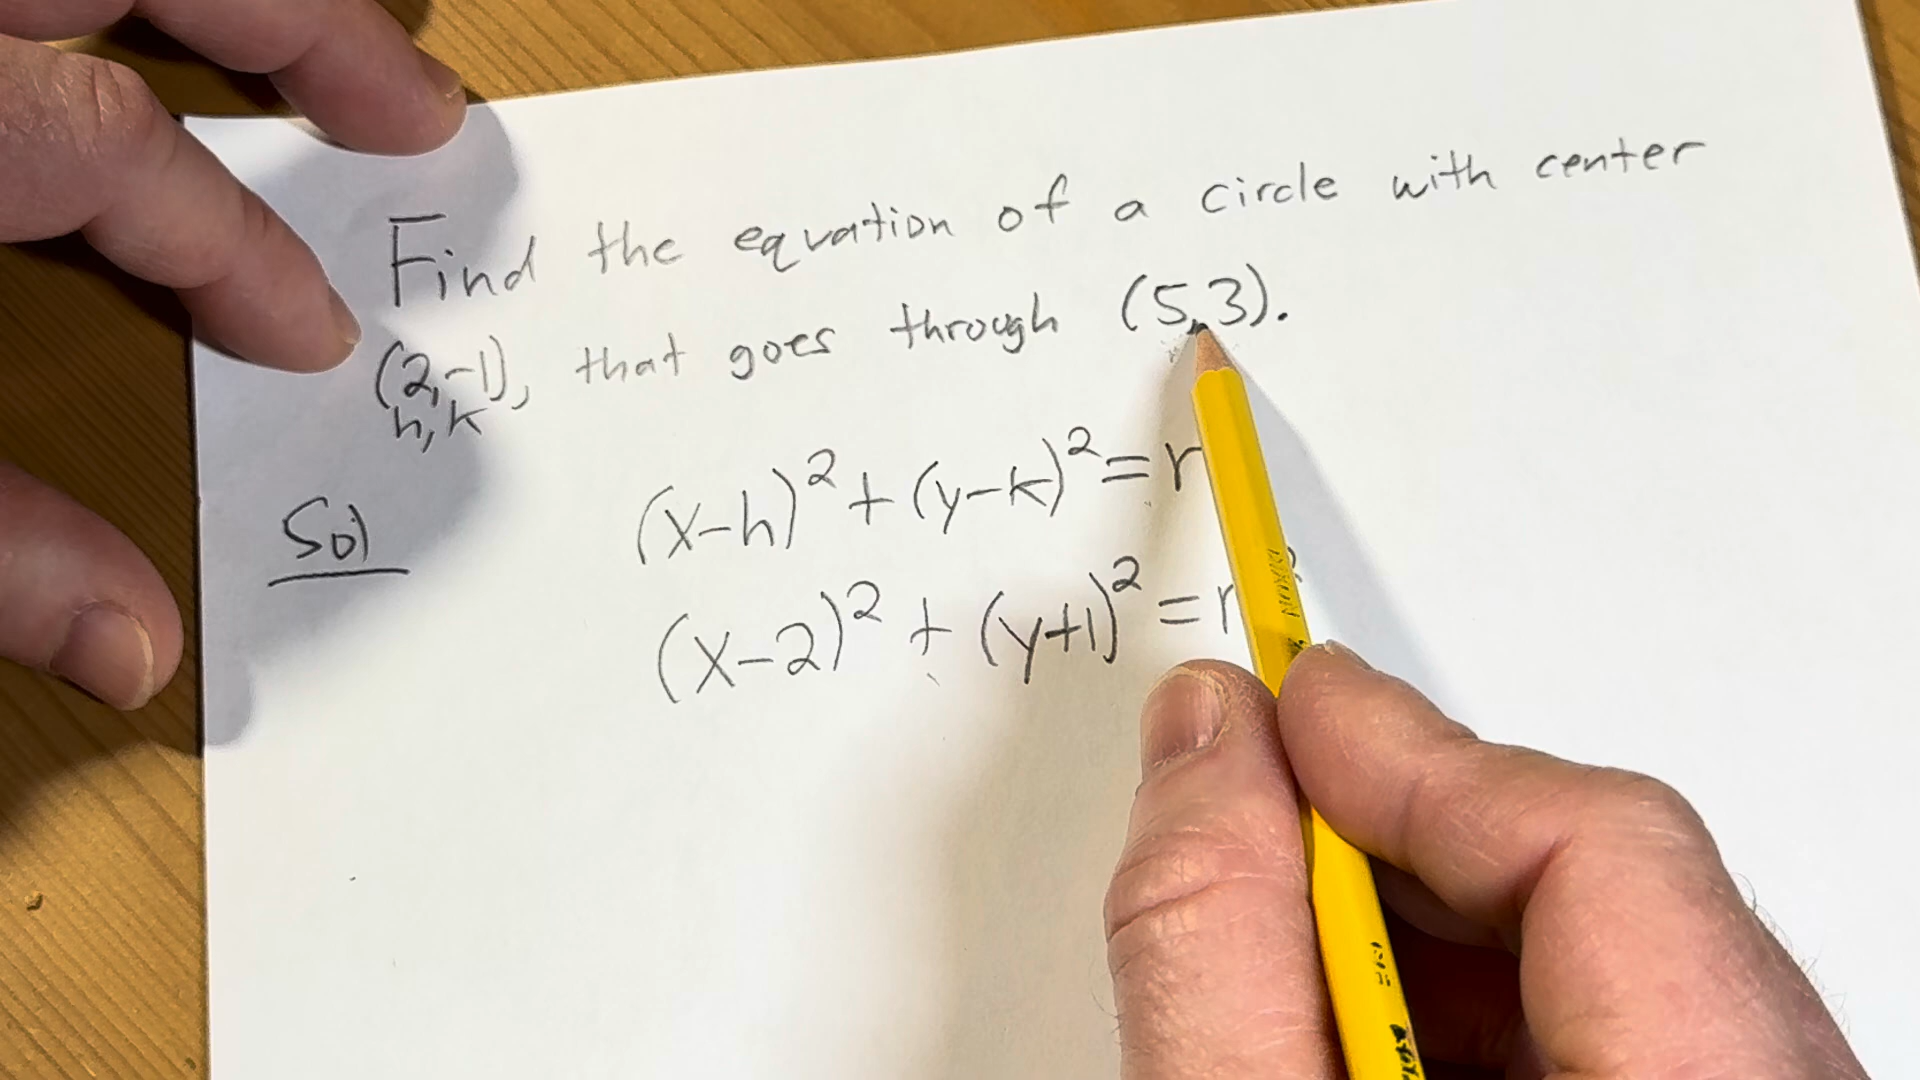 Find the equation of a circle with center
(2,-1), that goes through (5,3).
h,k
(x-h)² + (y-k)² = r
Sol
(x-2)² + (y+1)² = r